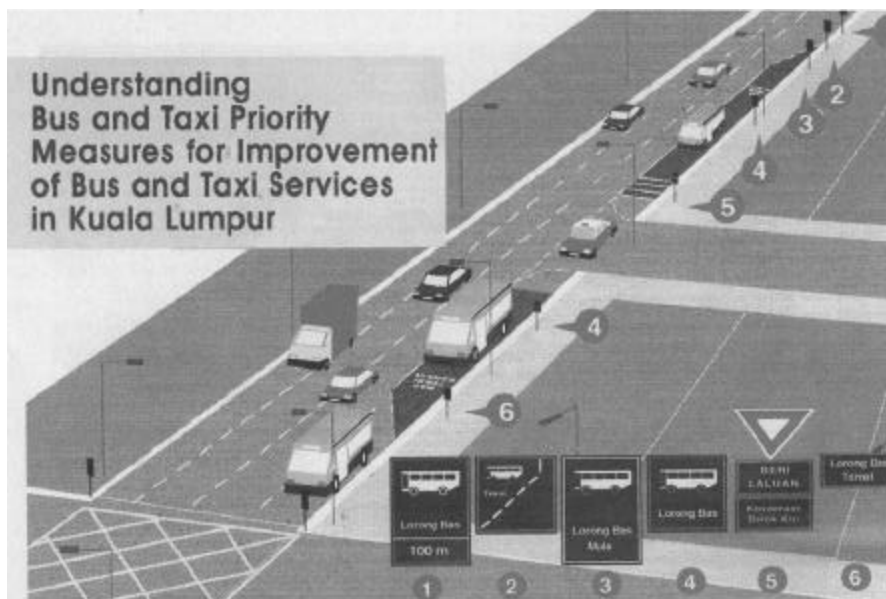 Understanding
Bus and Taxi Priority
Measures for Improvement
of Bus and Taxi Services
in Kuala Lumpur
2
3
4
5
4
6
Lorong Bas
100 m
Lorong Bas
Mula
Lorong Bas
BERI
LALUAN
Lorong Bas
Tamat
1
2
3
4
5
6